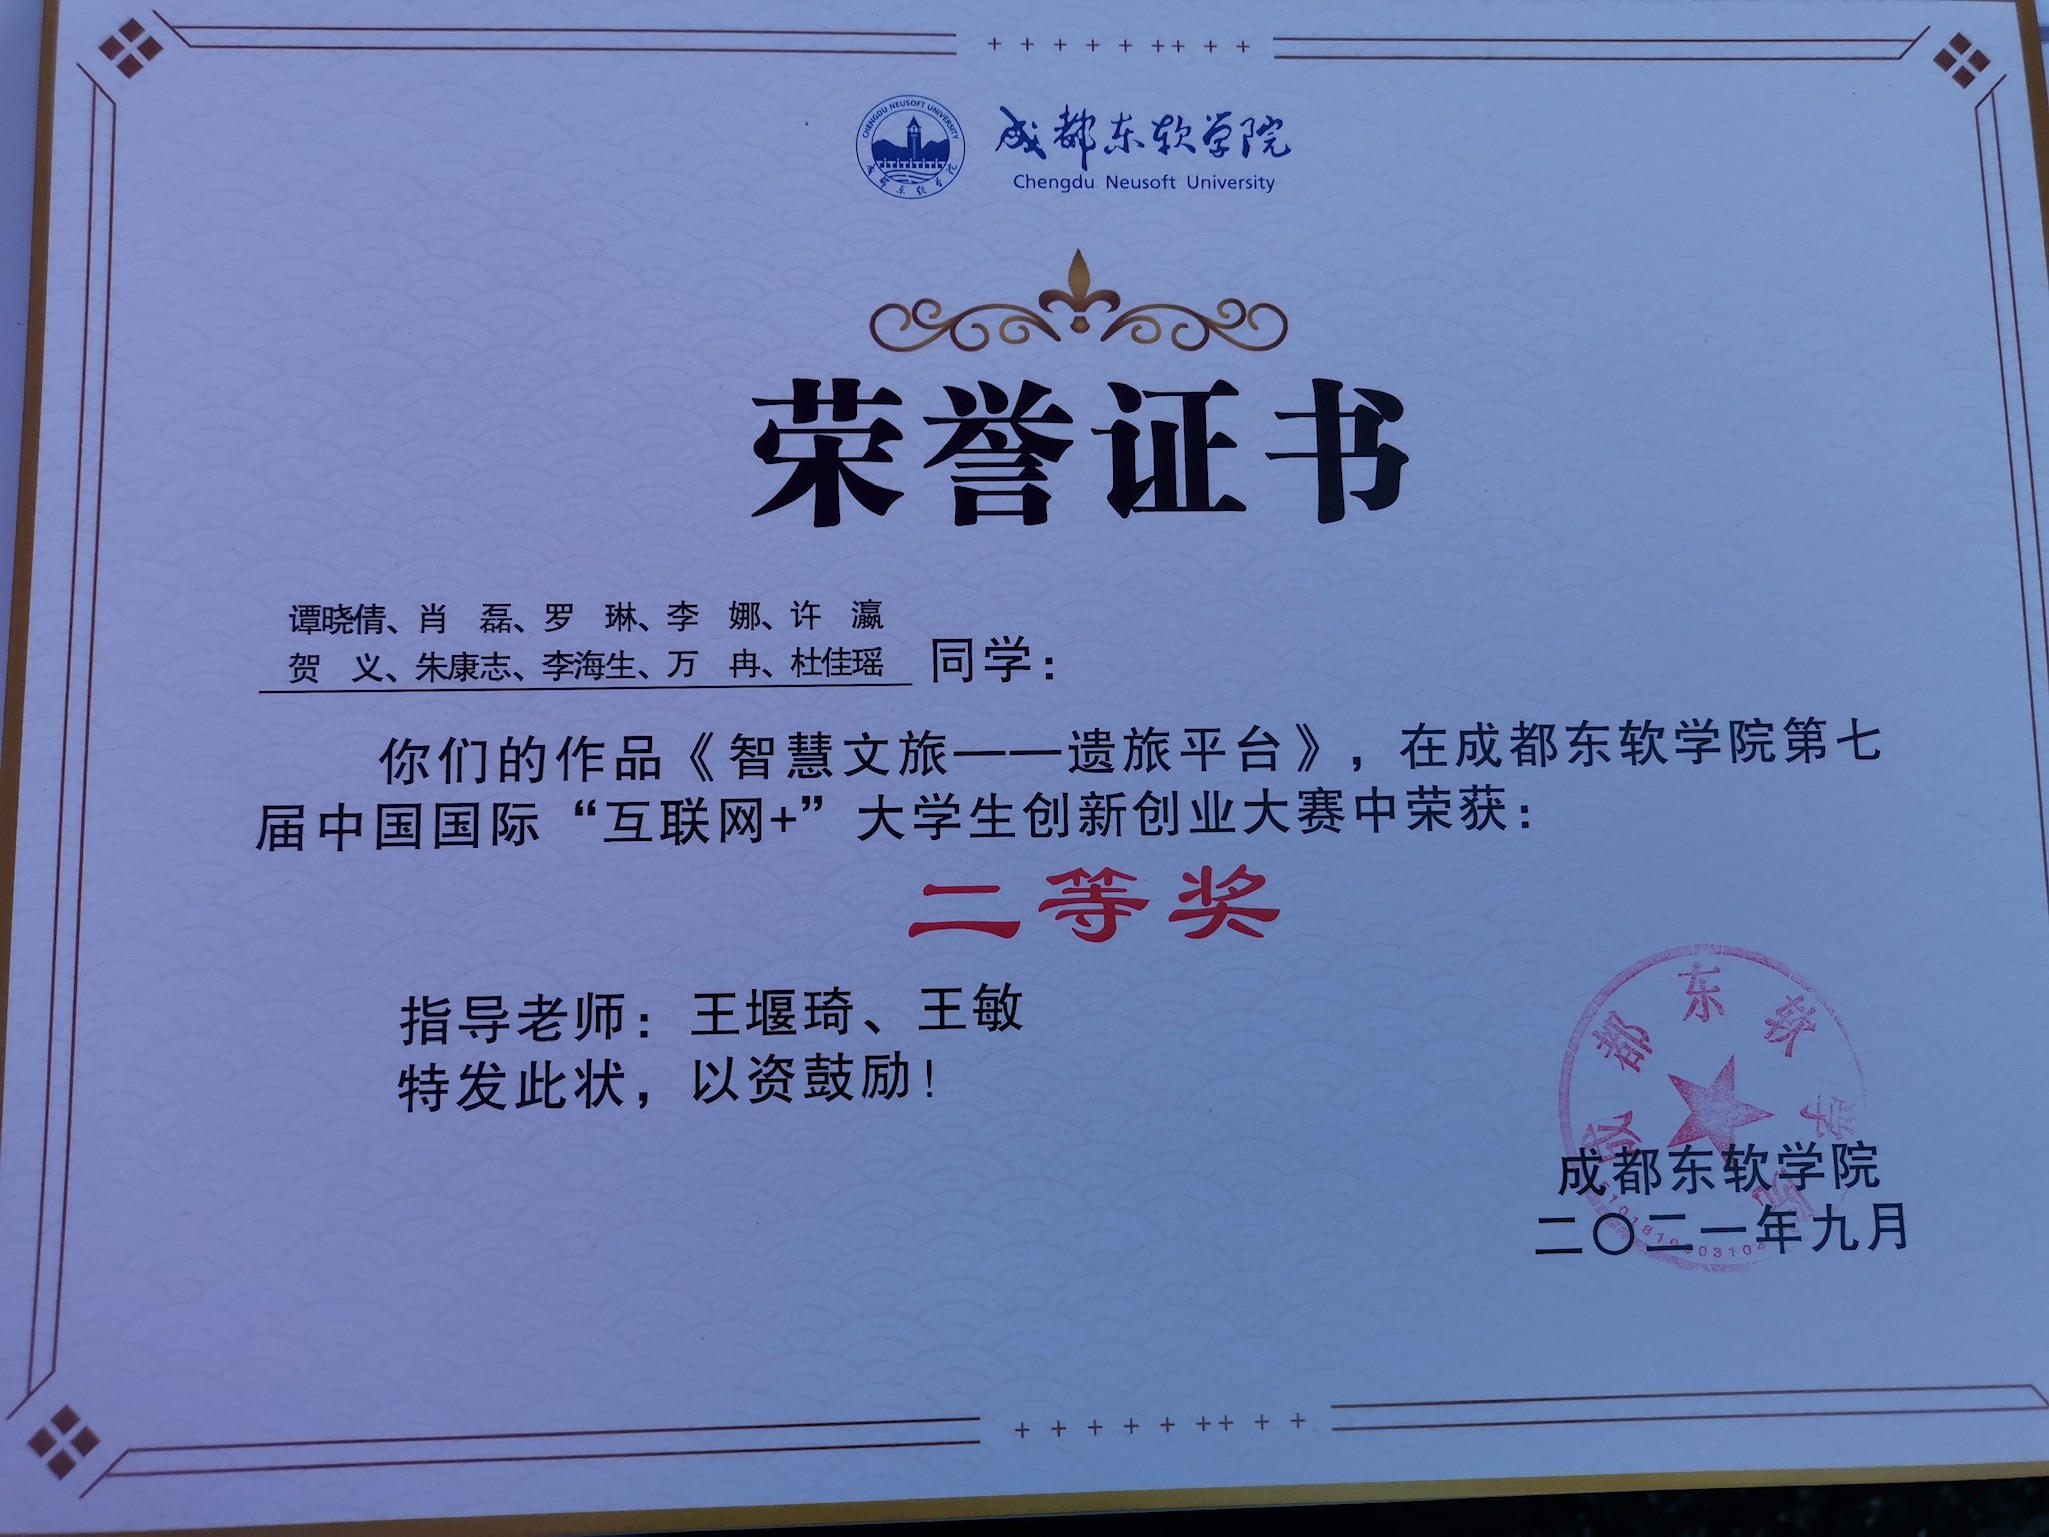 CHENGDU NEUSOFT UNIVERSITY
成都东软学院
成都东软学院
Chengdu Neusoft University
荣誉证书
谭晓倩、肖 磊、罗 琳、李 娜、许 瀛
贺 义、朱康志、李海生、万 冉、杜佳瑶 同学：
你们的作品《智慧文旅——遗旅平台》，在成都东软学院第七
届中国国际“互联网+”大学生创新创业大赛中荣获：
二等奖
指导老师：王堰琦、王敏
特发此状，以资鼓励！
成都东软学院
成都东软学院
二〇二一年九月